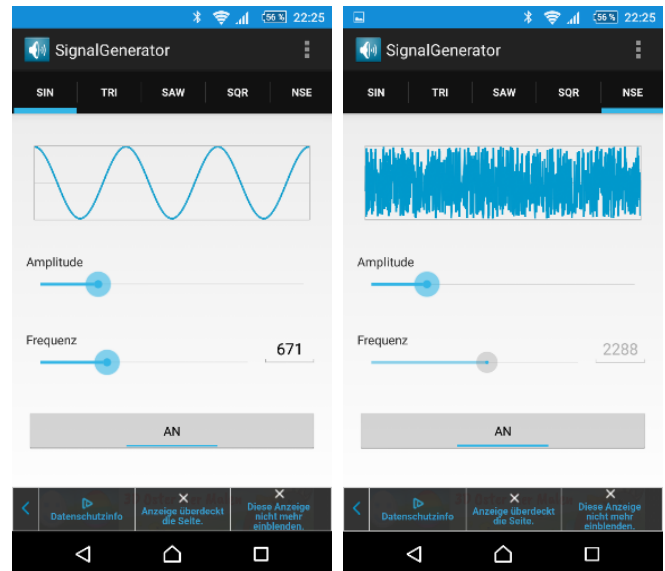 56 % 22:25
SignalGenerator
SIN TRI SAW SQR NSE
Amplitude
Frequenz
671
AN
Datenschutzinfo
Anzeige überdeckt
die Seite.
Diese Anzeige
nicht mehr
einblenden.
56 % 22:25
SignalGenerator
SIN TRI SAW SQR NSE
Amplitude
Frequenz
2288
AN
Datenschutzinfo
Anzeige überdeckt
die Seite.
Diese Anzeige
nicht mehr
einblenden.